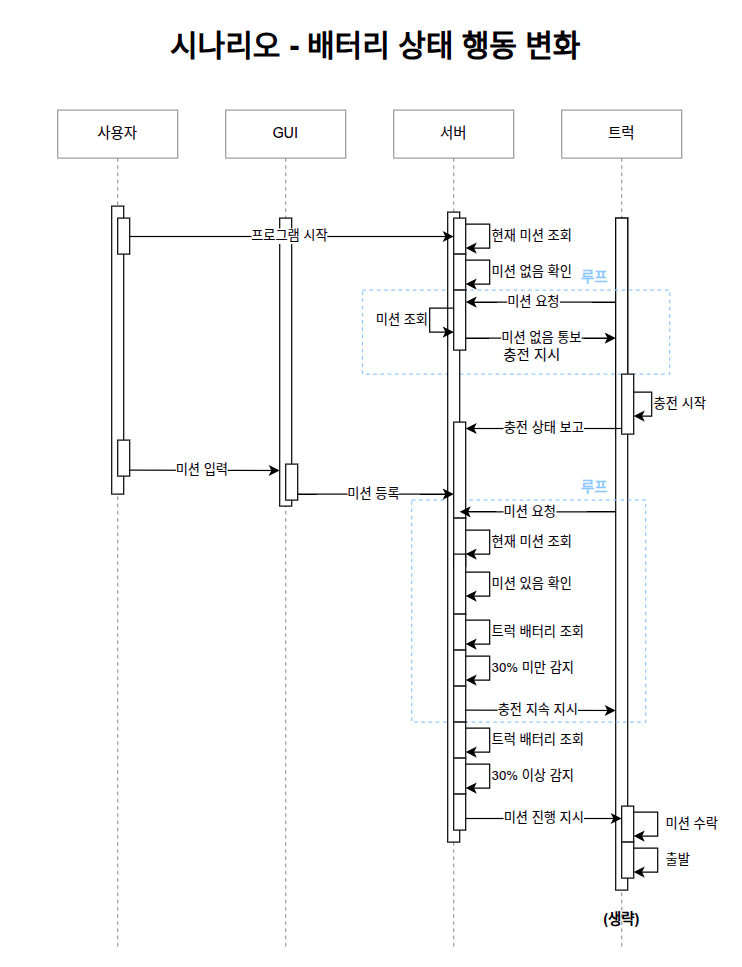 시나리오 - 배터리 상태 행동 변화
사용자
GUI
서버
트럭
프로그램 시작
현재 미션 조회
미션 없음 확인
루프
미션 요청
미션 조회
미션 없음 통보
충전 지시
충전 시작
충전 상태 보고
미션 입력
루프
미션 등록
미션 요청
현재 미션 조회
미션 있음 확인
트럭 배터리 조회
30% 미만 감지
충전 지속 지시
트럭 배터리 조회
30% 이상 감지
미션 진행 지시
미션 수락
출발
(생략)